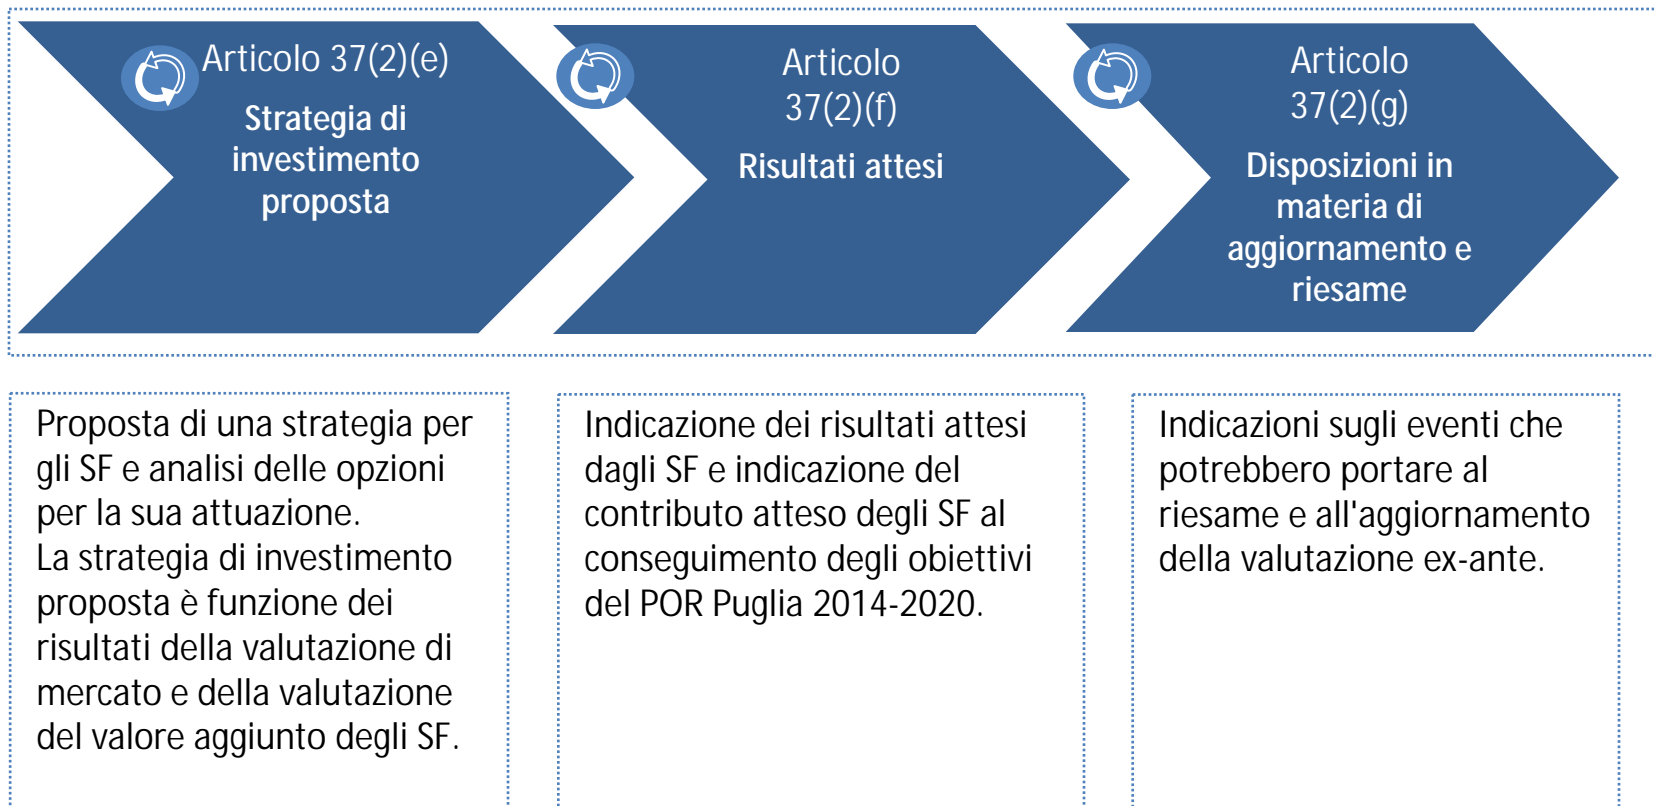 Articolo 37(2)(e)
Strategia di
investimento
proposta
Articolo
37(2)(f)
Risultati attesi
Articolo
37(2)(g)
Disposizioni in
materia di
aggiornamento e
riesame
Proposta di una strategia per
gli SF e analisi delle opzioni
per la sua attuazione.
La strategia di investimento
proposta è funzione dei
risultati della valutazione di
mercato e della valutazione
del valore aggiunto degli SF.
Indicazione dei risultati attesi
dagli SF e indicazione del
contributo atteso degli SF al
conseguimento degli obiettivi
del POR Puglia 2014-2020.
Indicazioni sugli eventi che
potrebbero portare al
riesame e all'aggiornamento
della valutazione ex-ante.